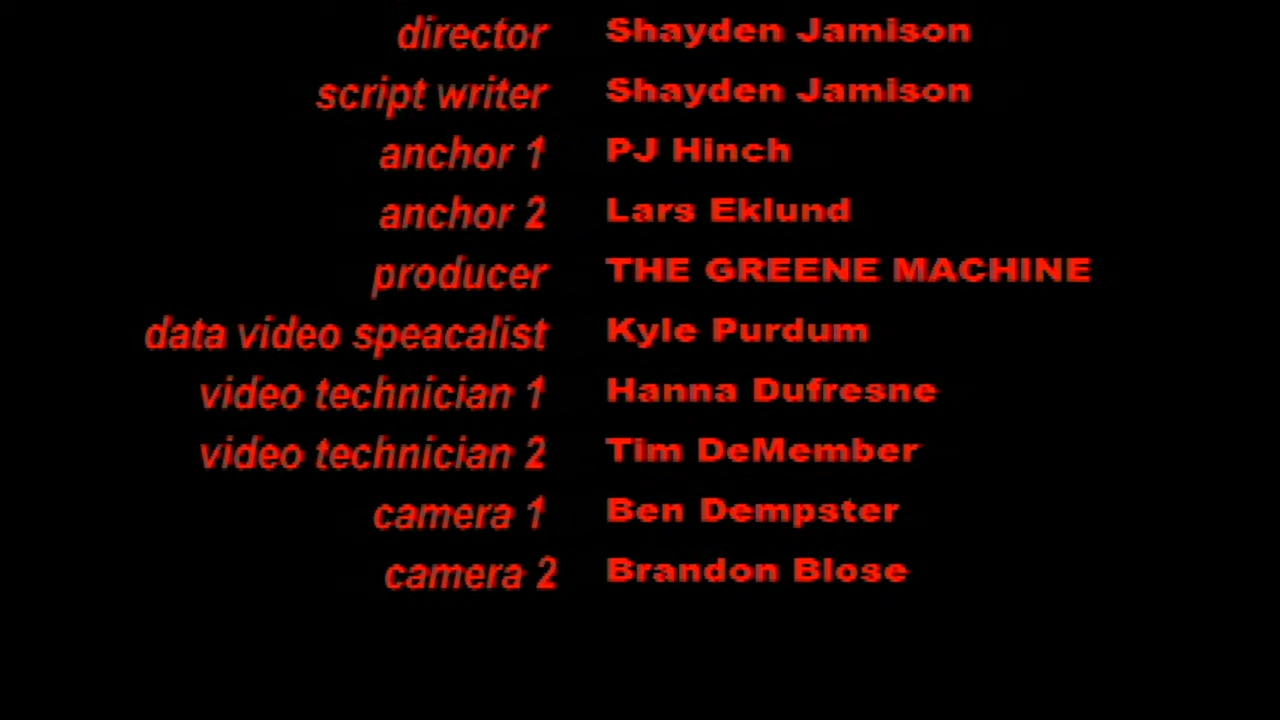 director Shayden Jamison
script writer Shayden Jamison
anchor 1 PJ Hinch
anchor 2 Lars Eklund
producer THE GREENE MACHINE
data video speacalist Kyle Purdum
video technician 1 Hanna Dufresne
video technician 2 Tim DeMember
camera 1 Ben Dempster
camera 2 Brandon Blose